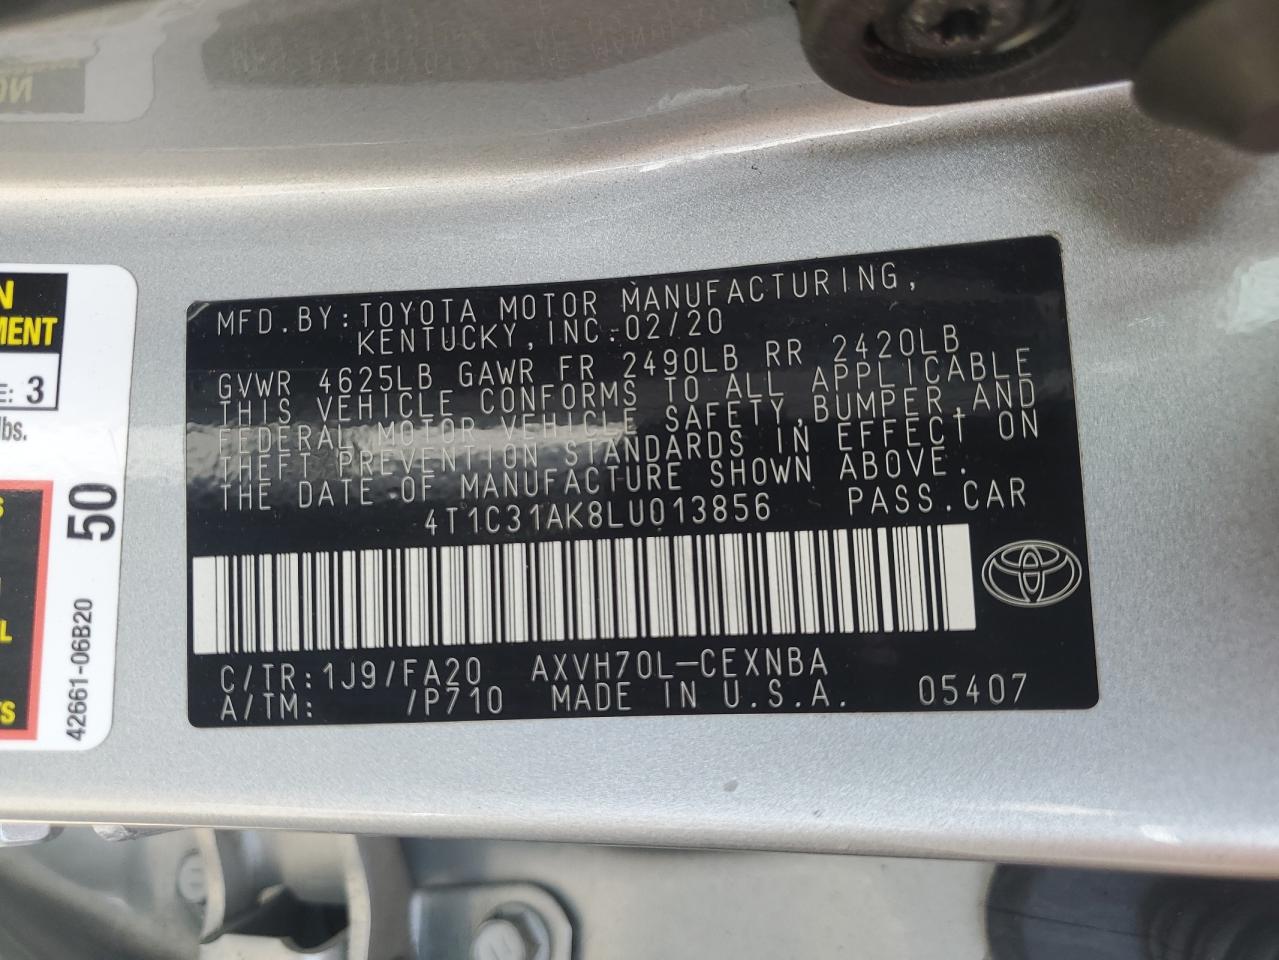 MFD.BY:TOYOTA MOTOR MANUFACTURING,
KENTUCKY,INC.02/20
GVWR 4625LB GAWR FR 2490LB RR 2420LB
THIS VEHICLE CONFORMS TO ALL APPLICABLE
FEDERAL MOTOR VEHICLE SAFETY,BUMPER,AND
THEFT PREVENTION STANDARDS IN EFFECT ON
THE DATE OF MANUFACTURE SHOWN ABOVE.
4T1C31AK8LU013856 PASS.CAR
C/TR:1J9/FA20 AXVH70L-CEXNBA
A/TM: /P710 MADE IN U.S.A. 05407
N
MENT
E: 3
lbs.
S
L
TS
50
42661-06B20